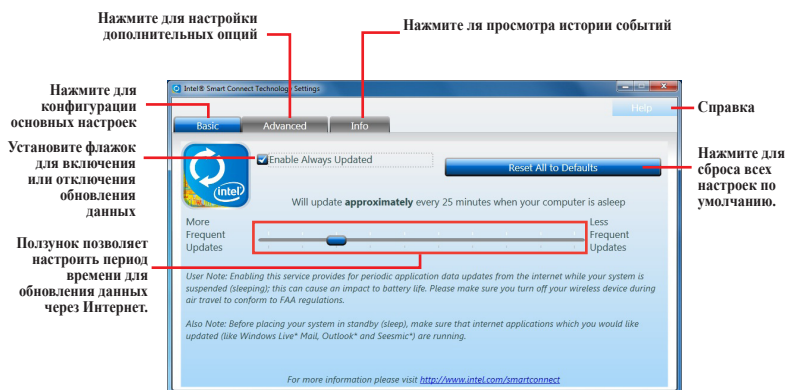 Нажмите для настройки
дополнительных опций
Нажмите ля просмотра истории событий
Нажмите для
конфигурации
основных настроек
Установите флажок
для включения
или отключения
обновления
данных
Ползунок позволяет
настроить период
времени для
обновления данных
через Интернет.
Intel® Smart Connect Technology Settings
Help
Basic
Advanced
Info
Enable Always Updated
Reset All to Defaults
intel
Will update approximately every 25 minutes when your computer is asleep
More
Frequent
Updates
Less
Frequent
Updates
User Note: Enabling this service provides for periodic application data updates from the internet while your system is
suspended (sleeping); this can cause an impact to battery life. Please make sure you turn off your wireless device during
air travel to conform to FAA regulations.
Also Note: Before placing your system in standby (sleep), make sure that internet applications which you would like
updated (like Windows Live* Mail, Outlook* and Seesmic*) are running.
For more information please visit http://www.intel.com/smartconnect
Справка
Нажмите для
сброса всех
настроек по
умолчанию.